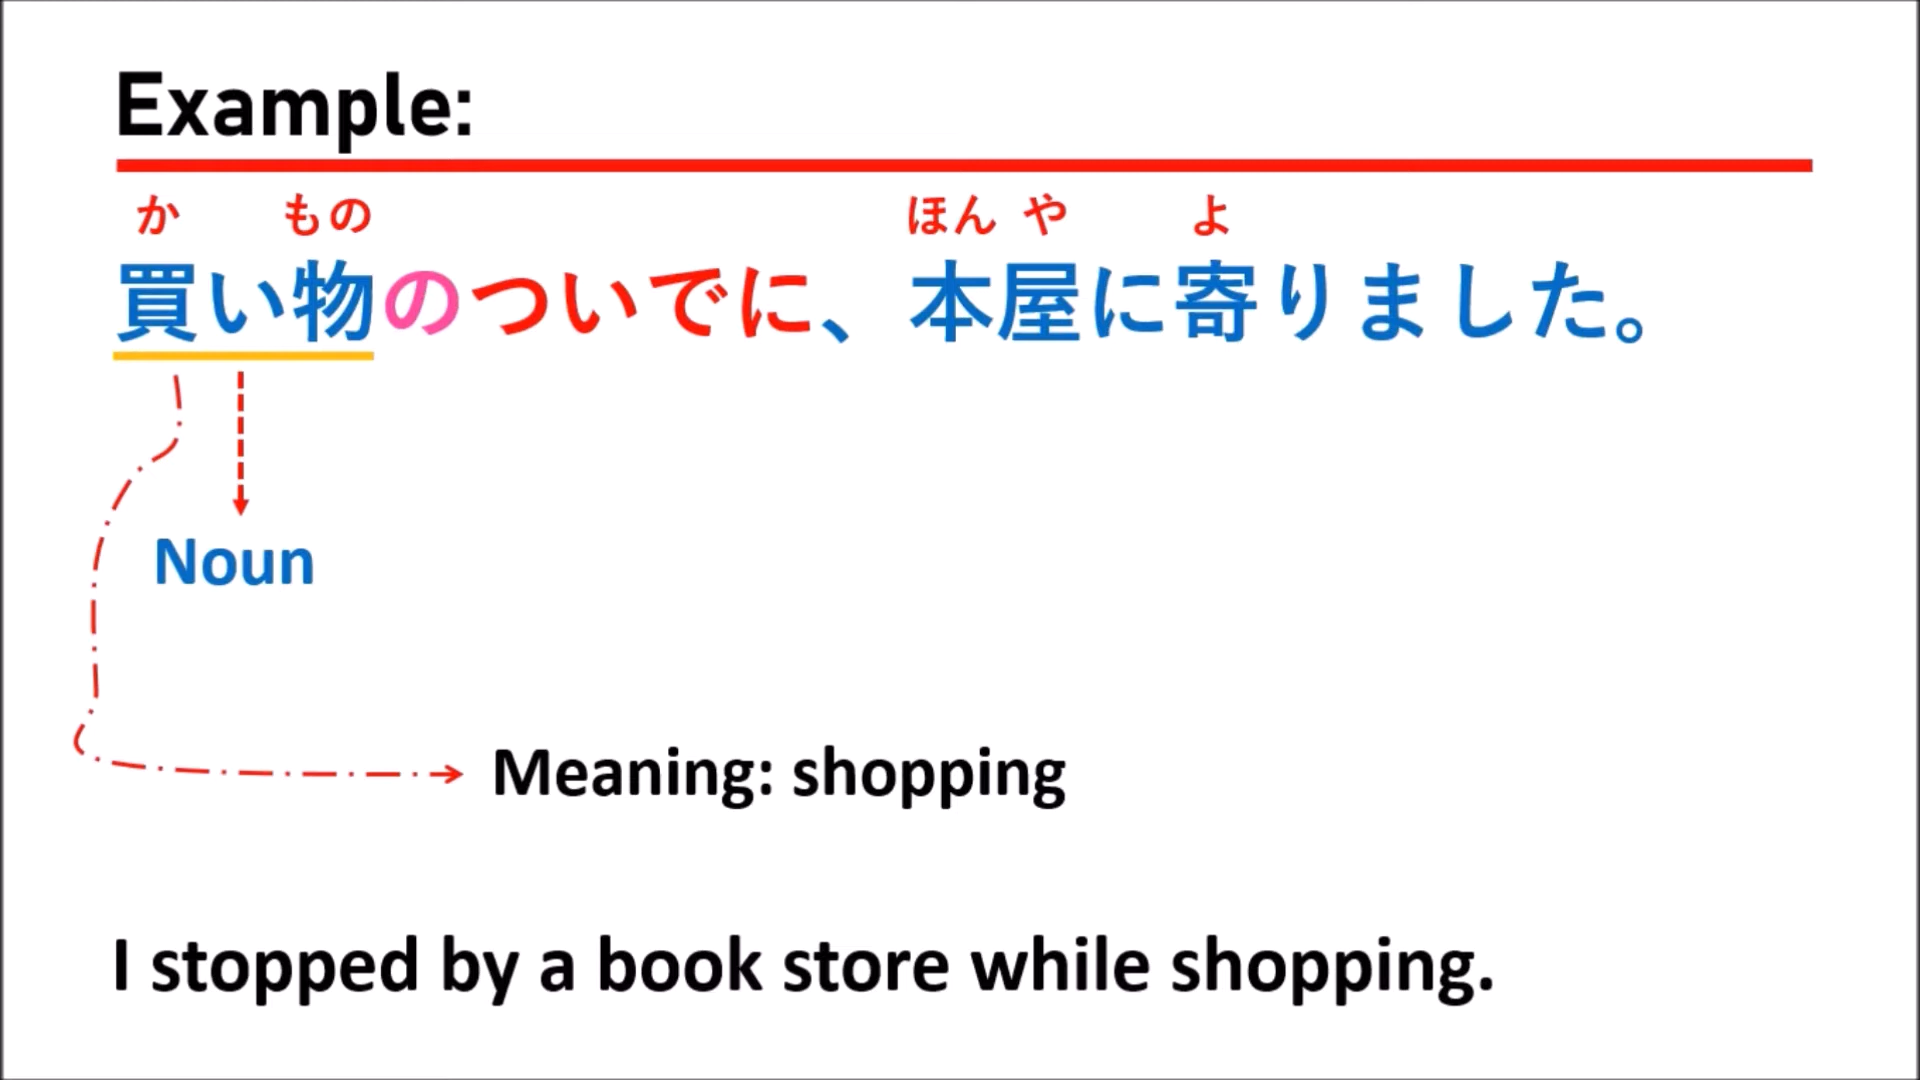 Example:
か もの ほん や よ
買い物のついでに、本屋に寄りました。
Noun
Meaning: shopping
I stopped by a book store while shopping.